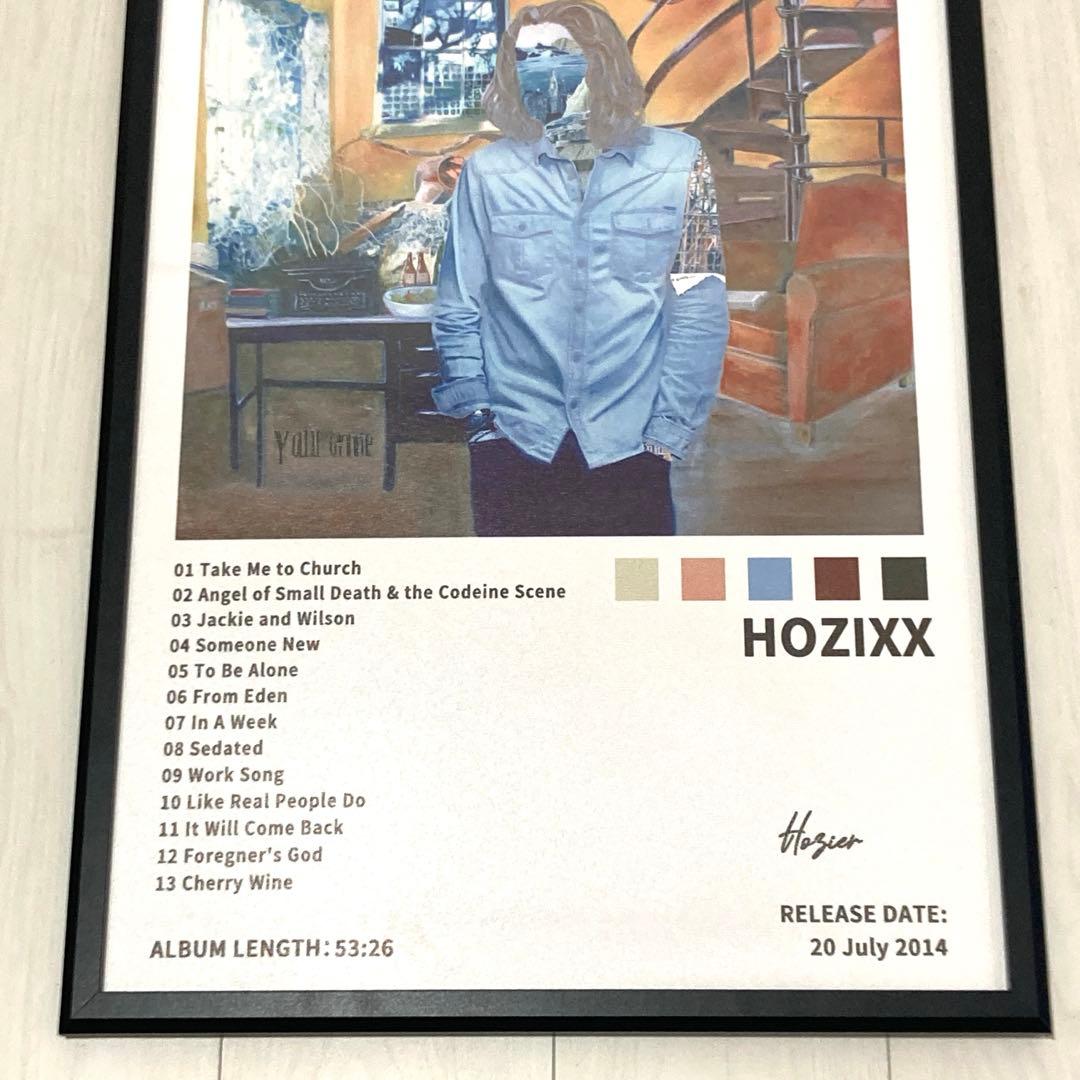 01 Take Me to Church
02 Angel of Small Death & the Codeine Scene
03 Jackie and Wilson
04 Someone New
05 To Be Alone
06 From Eden
07 In A Week
08 Sedated
09 Work Song
10 Like Real People Do
11 It Will Come Back
12 Foregner's God
13 Cherry Wine
ALBUM LENGTH: 53:26
HOZIXX
Hozier
RELEASE DATE:
20 July 2014